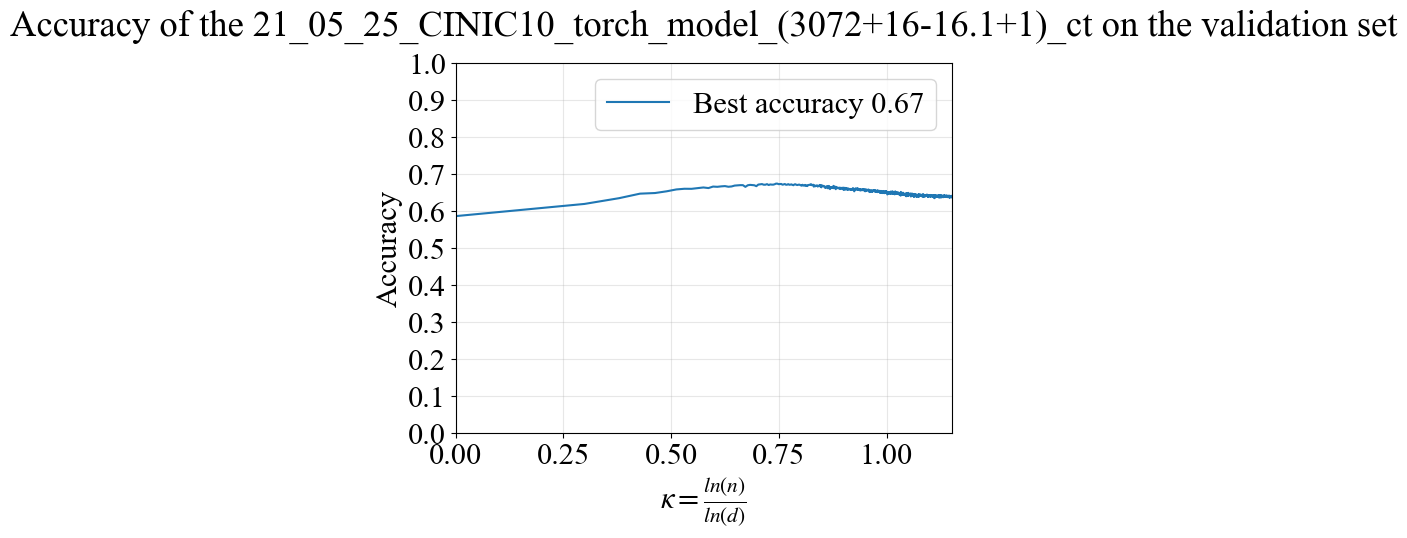 Accuracy of the 21_05_25_CINIC10_torch_model_(3072+16-16.1+1)_ct on the validation set
Best accuracy 0.67
Accuracy
1.0
0.9
0.8
0.7
0.6
0.5
0.4
0.3
0.2
0.1
0.0
0.00 0.25 0.50 0.75 1.00
κ = ln(n) / ln(d)